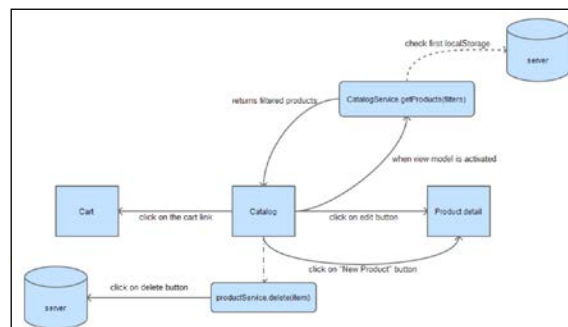 check first localStorage
server
CatalogService.getProducts(filters)
returns filtered products
when view model is activated
Cart
click on the cart link
Catalog
click on edit button
Product detail
click on "New Product" button
click on delete button
productService.delete(item)
server